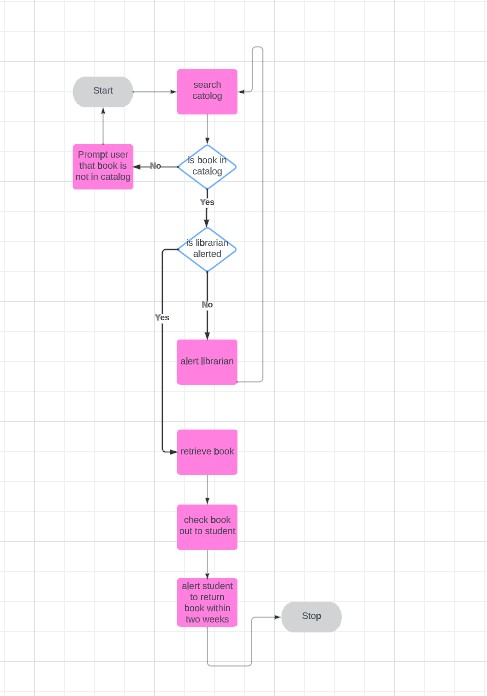 Start
search
catolog
Prompt user
that book is
not in catalog
No
Is book in
catalog
Yes
is librarian
alerted
Yes
No
alert librarian
retrieve book
check book
out to student
alert student
to return
book within
two weeks
Stop